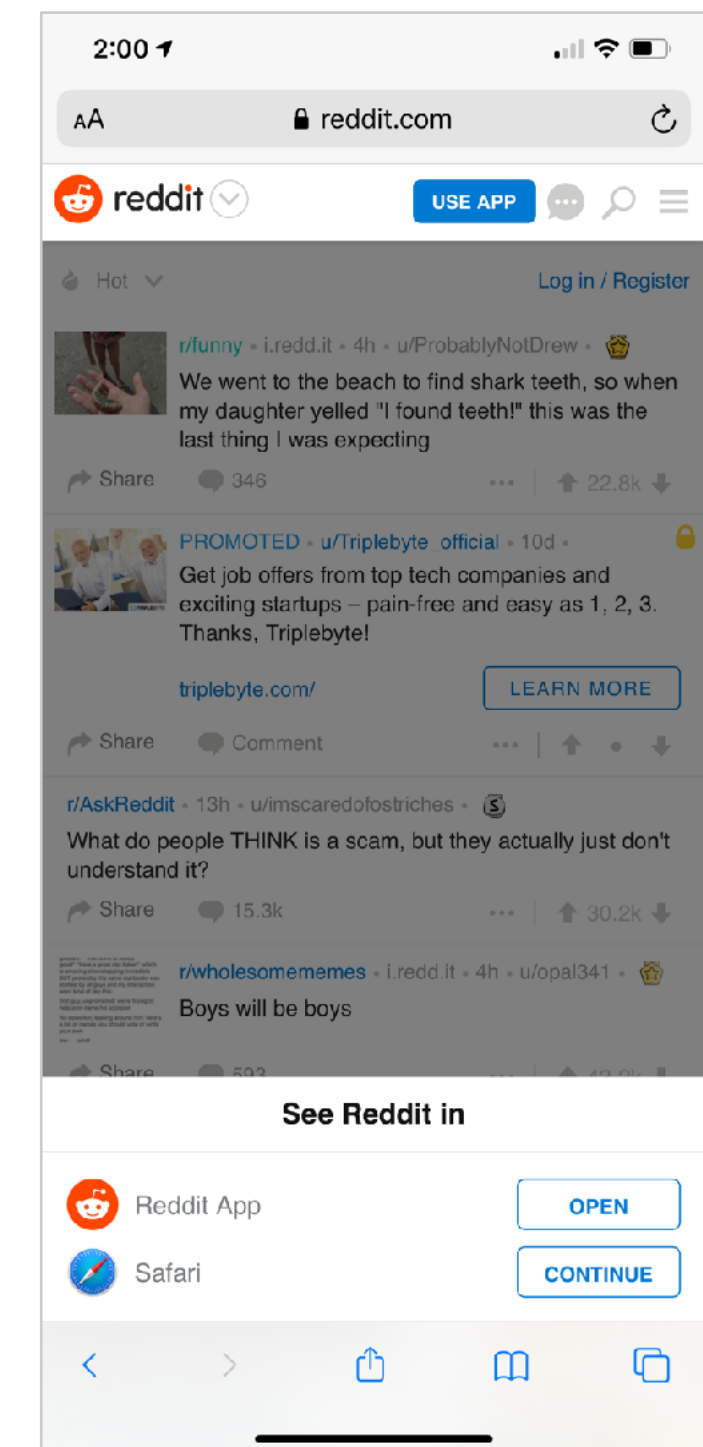 2:00
AA reddit.com
reddit USE APP
Hot Log in / Register
r/funny • i.redd.it • 4h • u/ProbablyNotDrew •
We went to the beach to find shark teeth, so when
my daughter yelled "I found teeth!" this was the
last thing I was expecting
Share 346 22.8k
PROMOTED • u/Triplebyte_official • 10d •
Get job offers from top tech companies and
exciting startups – pain-free and easy as 1, 2, 3.
Thanks, Triplebyte!
TRIPLEBYTE
triplebyte.com/ LEARN MORE
Share Comment
r/AskReddit • 13h • u/imscaredofostriches •
What do people THINK is a scam, but they actually just don't
understand it?
Share 15.3k 30.2k
r/wholesomememes • i.redd.it • 4h • u/opal341 •
Boys will be boys
Share 593
See Reddit in
Reddit App OPEN
Safari CONTINUE